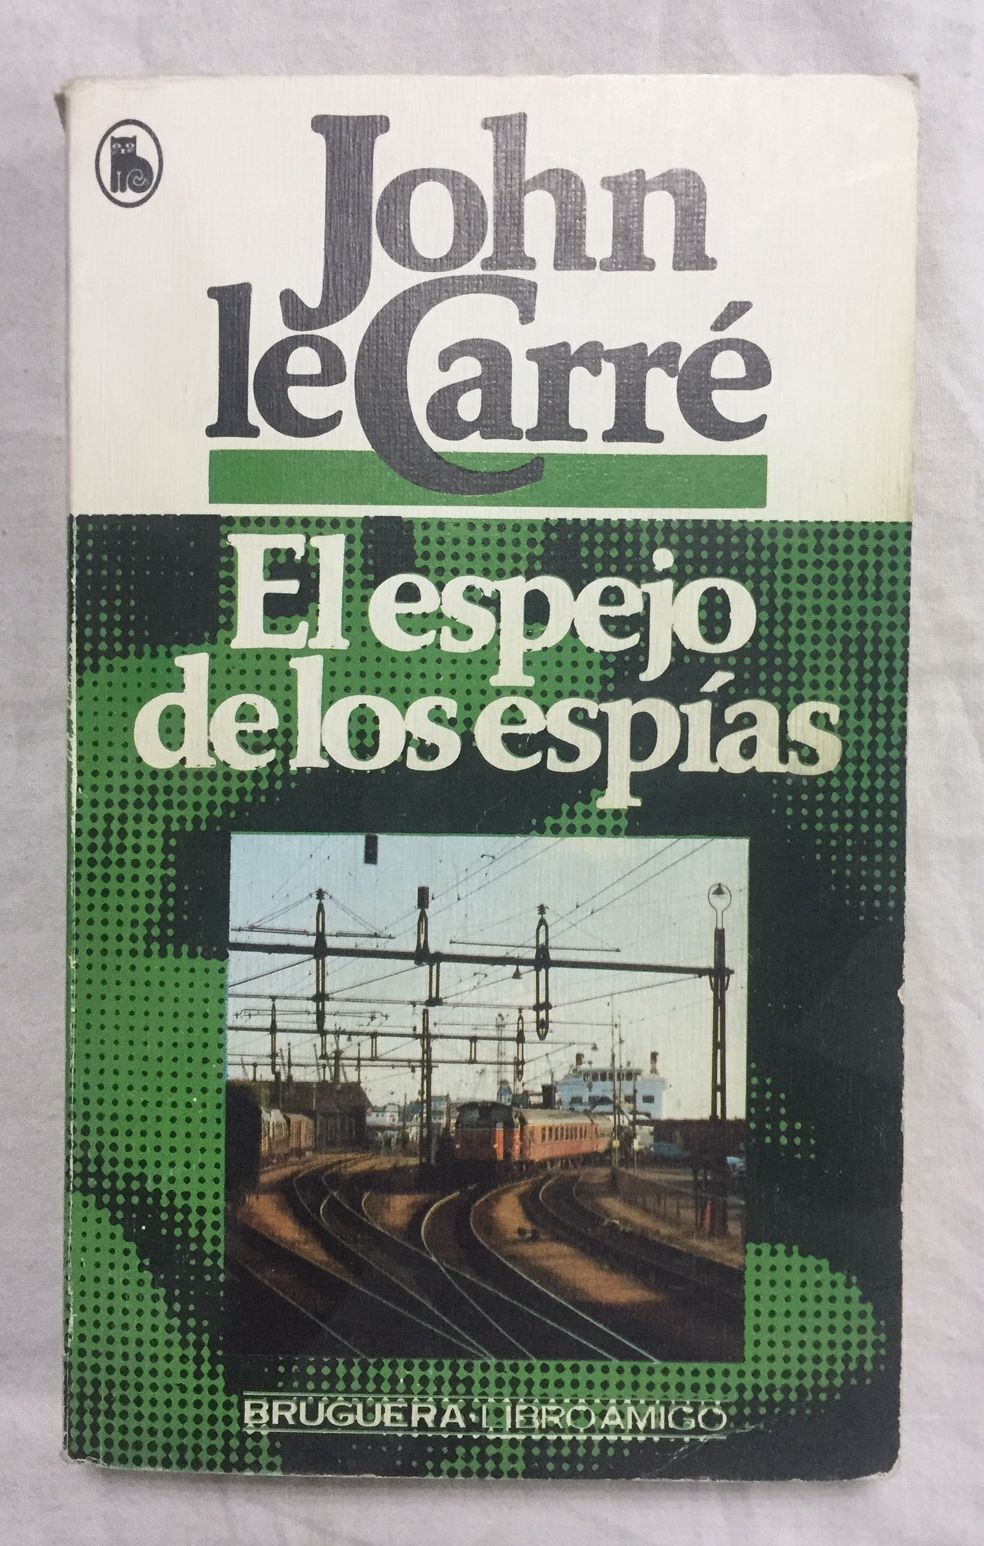 John
le Carré
El espejo
de los espías
BRUGUERA·LIBRO AMIGO